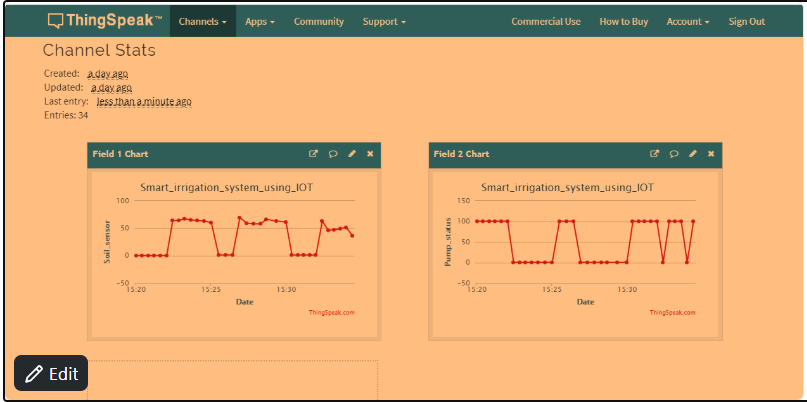 ThingSpeak™ Channels Apps Community Support Commercial Use How to Buy Account Sign Out
Channel Stats
Created: a day ago
Updated: a day ago
Last entry: less than a minute ago
Entries: 34
Field 1 Chart
Smart_irrigation_system_using_IOT
Soil_sensor
100
50
0
-50
15:20 15:25 15:30
Date
ThingSpeak.com
Field 2 Chart
Smart_irrigation_system_using_IOT
Pump_status
150
100
50
0
-50
15:20 15:25 15:30
Date
ThingSpeak.com
Edit